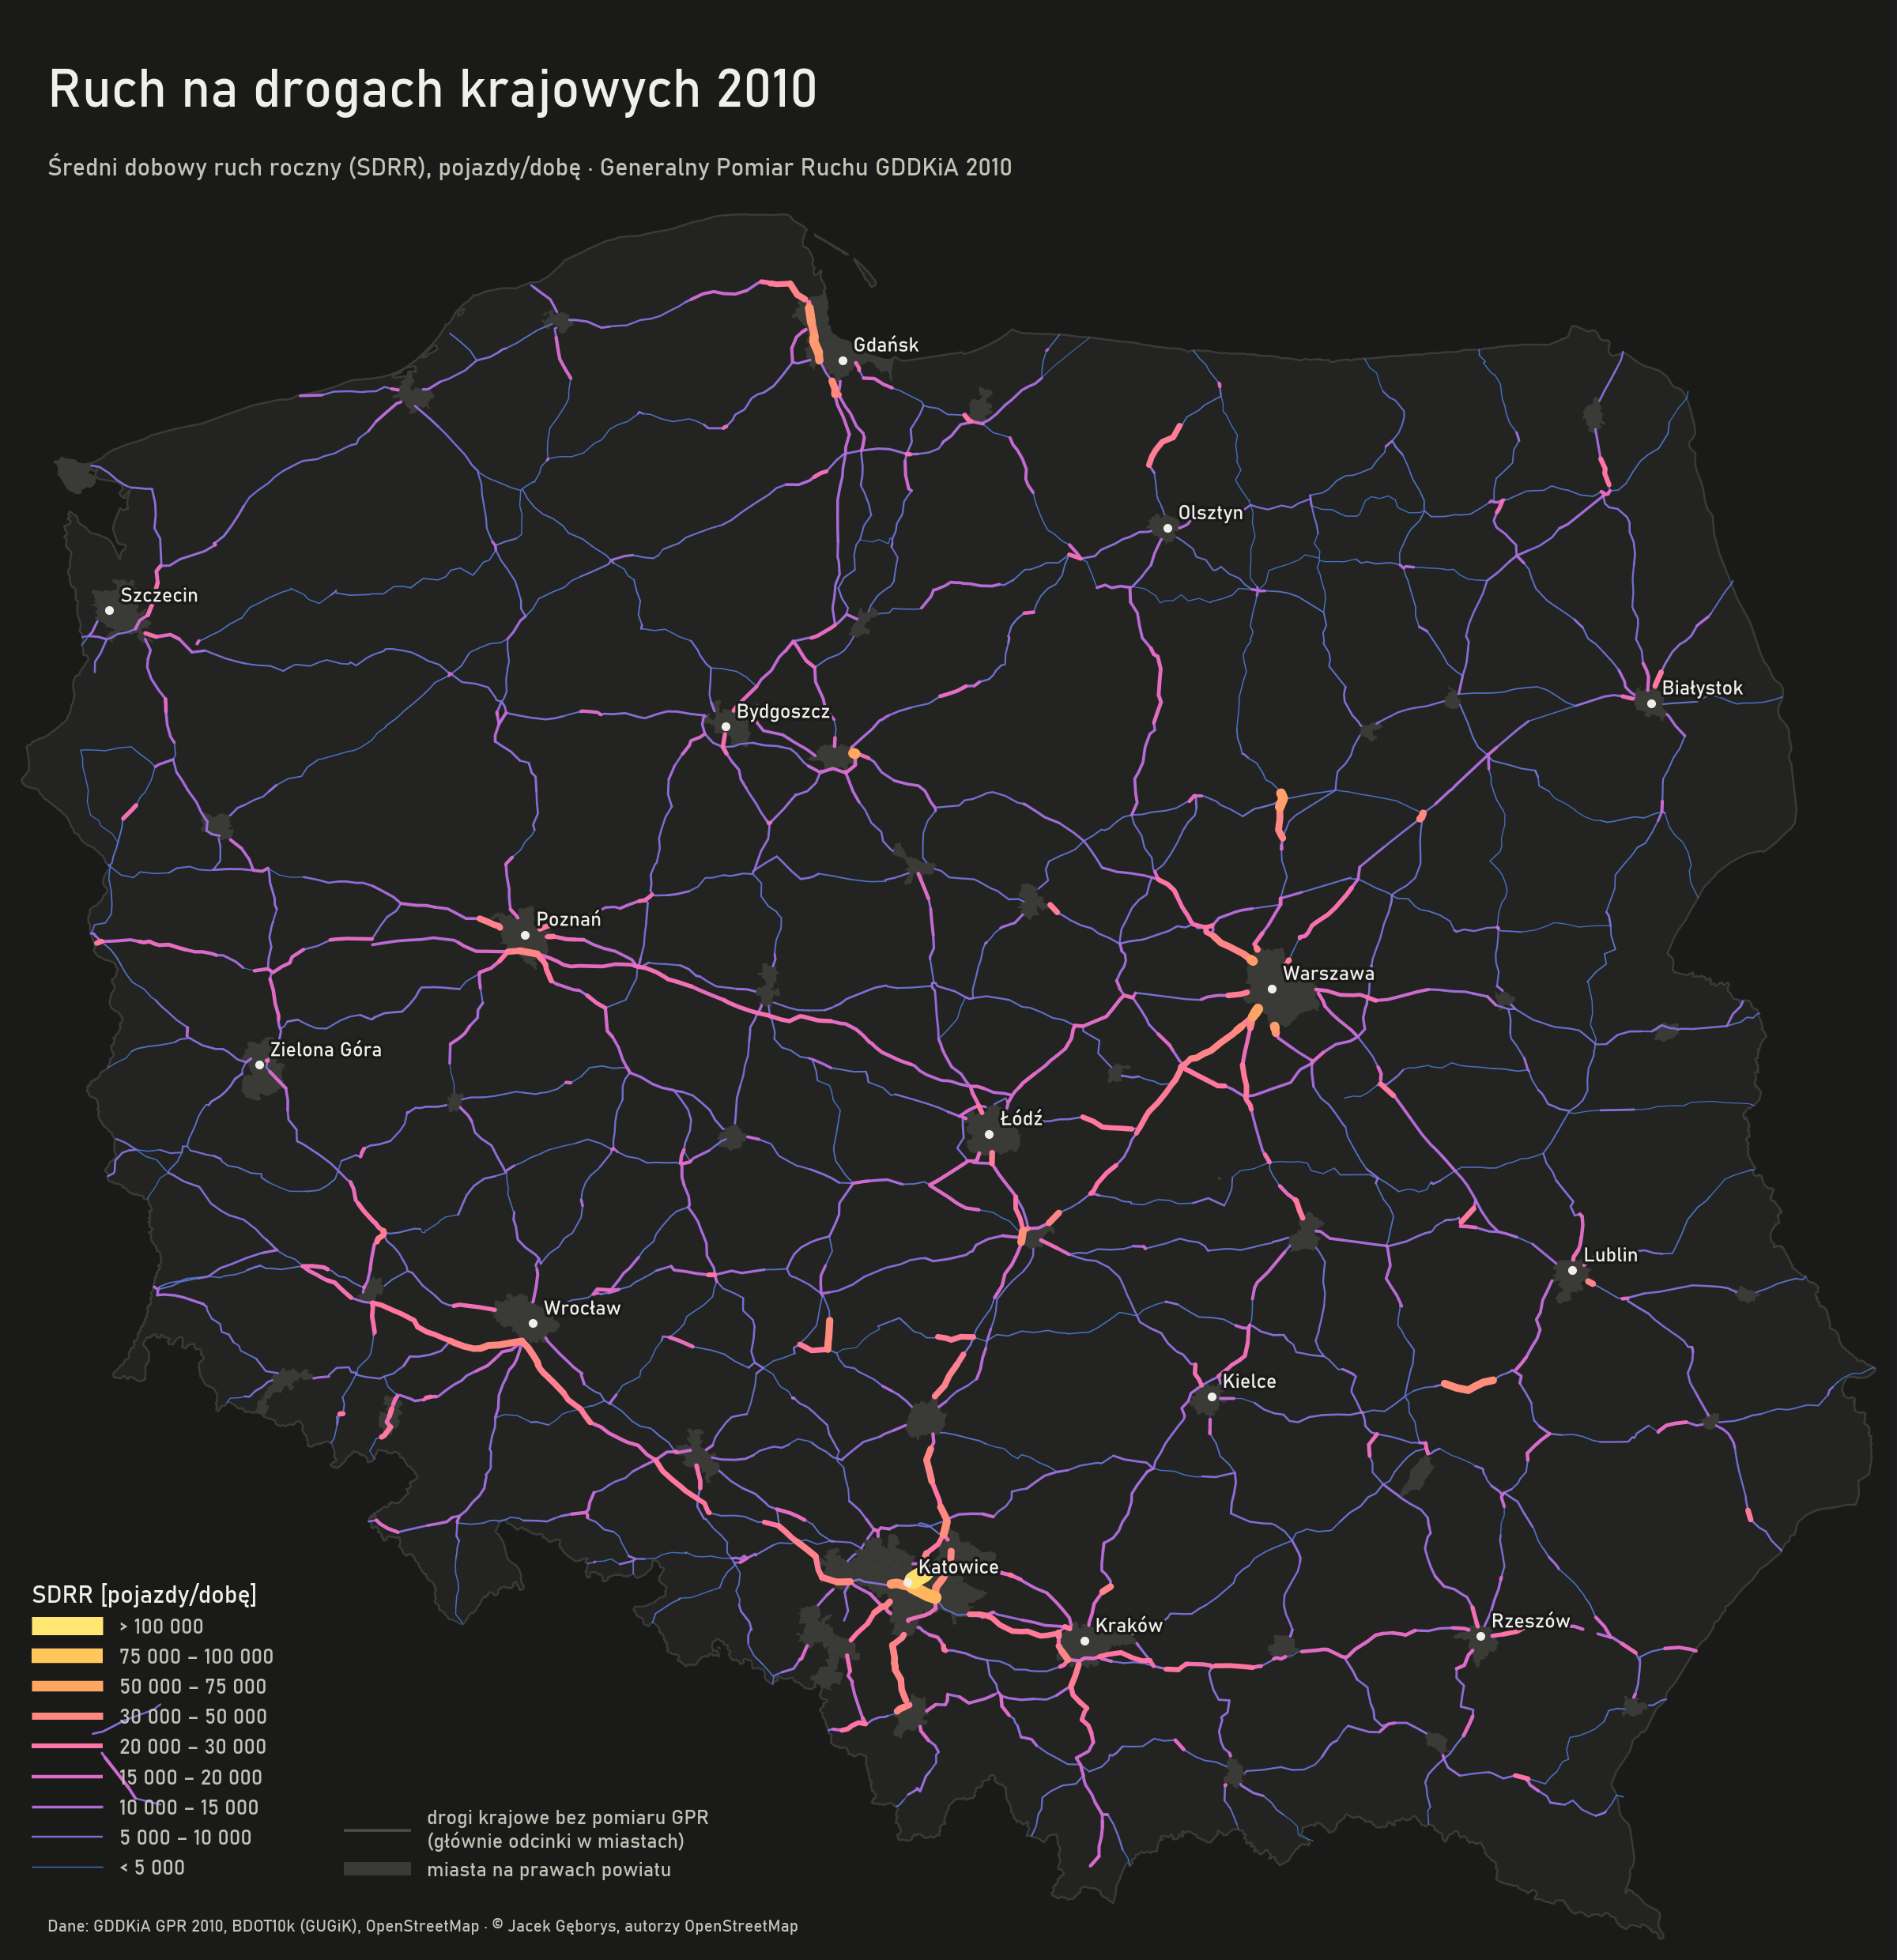 Ruch na drogach krajowych 2010
Średni dobowy ruch roczny (SDRR), pojazdy/dobę · Generalny Pomiar Ruchu GDDKiA 2010
Gdańsk
Olsztyn
Szczecin
Białystok
Bydgoszcz
Poznań
Warszawa
Zielona Góra
Łódź
Lublin
Wrocław
Kielce
Katowice
Kraków
Rzeszów
SDRR [pojazdy/dobę]
> 100 000
75 000 – 100 000
50 000 – 75 000
30 000 – 50 000
20 000 – 30 000
15 000 – 20 000
10 000 – 15 000
5 000 – 10 000
< 5 000
drogi krajowe bez pomiaru GPR
(głównie odcinki w miastach)
miasta na prawach powiatu
Dane: GDDKiA GPR 2010, BDOT10k (GUGiK), OpenStreetMap · © Jacek Gęborys, autorzy OpenStreetMap